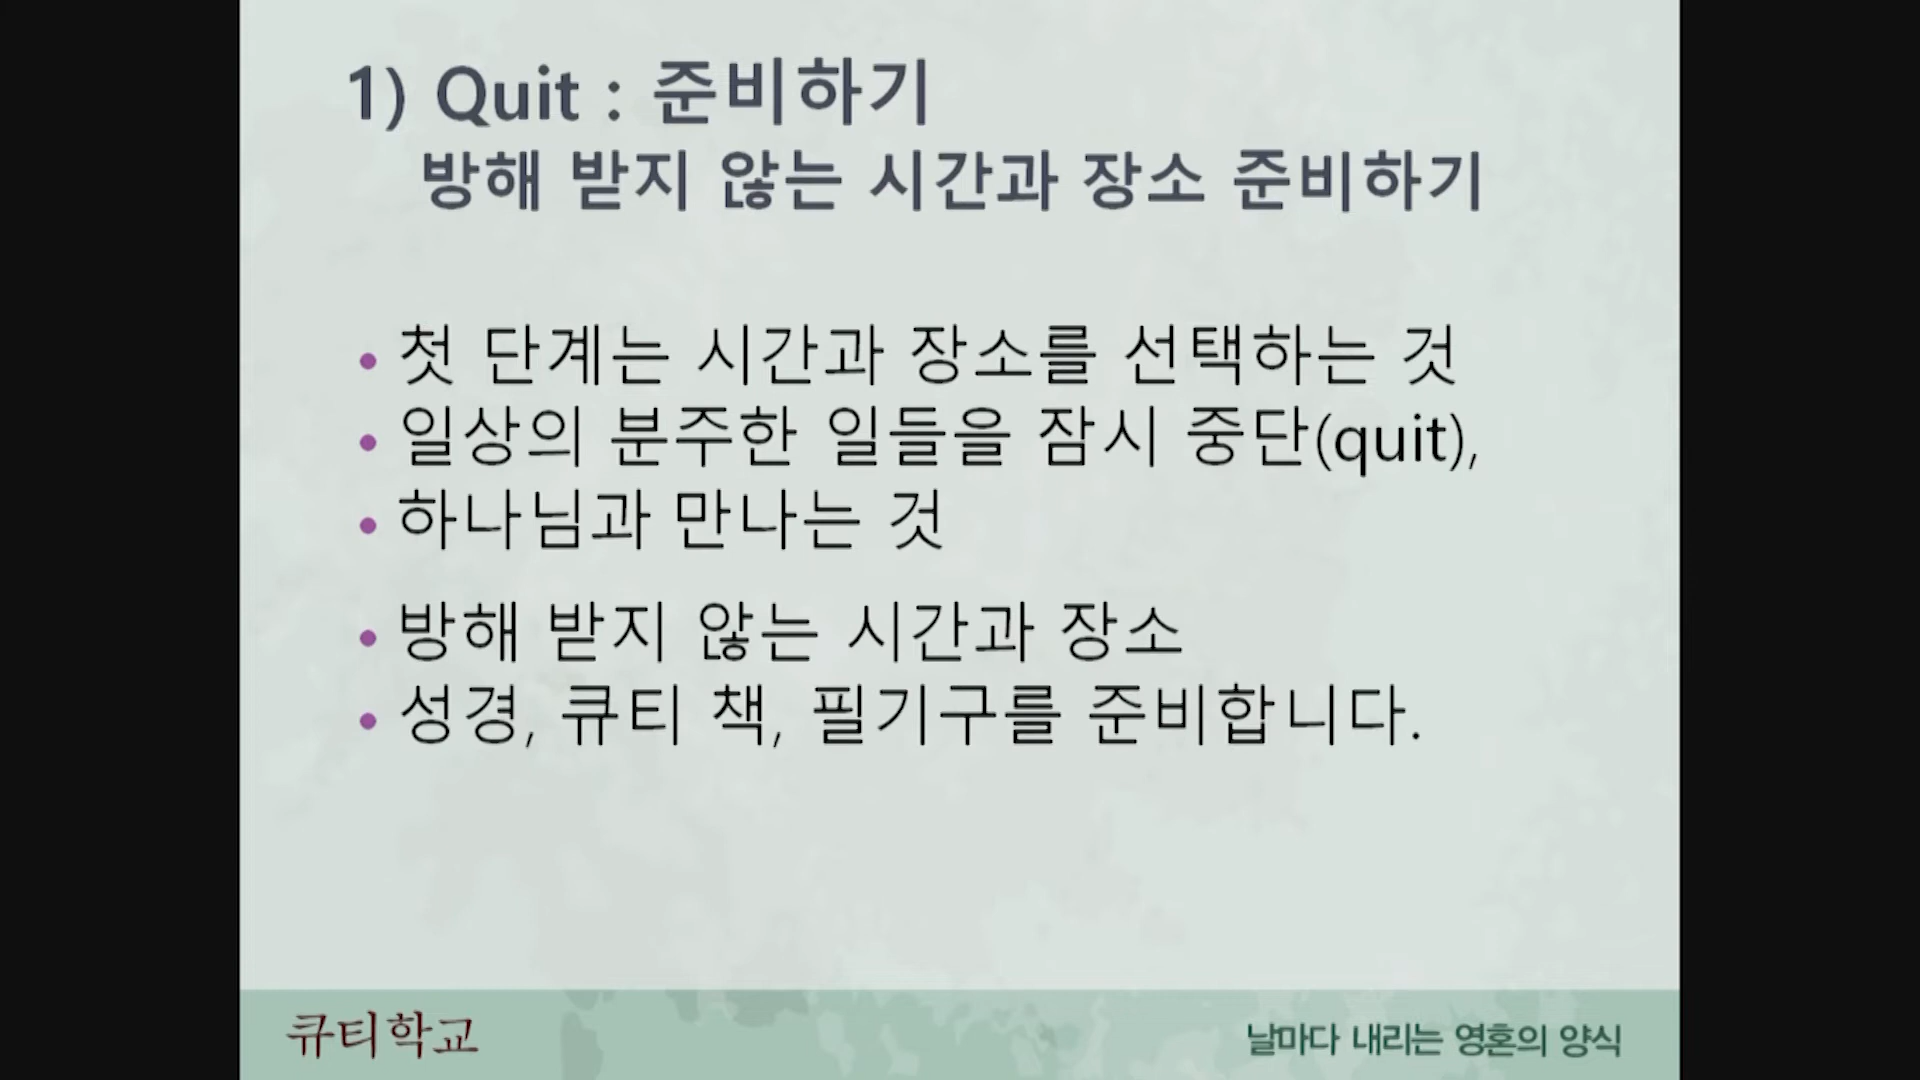 1) Quit : 준비하기
방해 받지 않는 시간과 장소 준비하기
• 첫 단계는 시간과 장소를 선택하는 것
• 일상의 분주한 일들을 잠시 중단(quit),
• 하나님과 만나는 것
• 방해 받지 않는 시간과 장소
• 성경, 큐티 책, 필기구를 준비합니다.
큐티학교
날마다 내리는 영혼의 양식